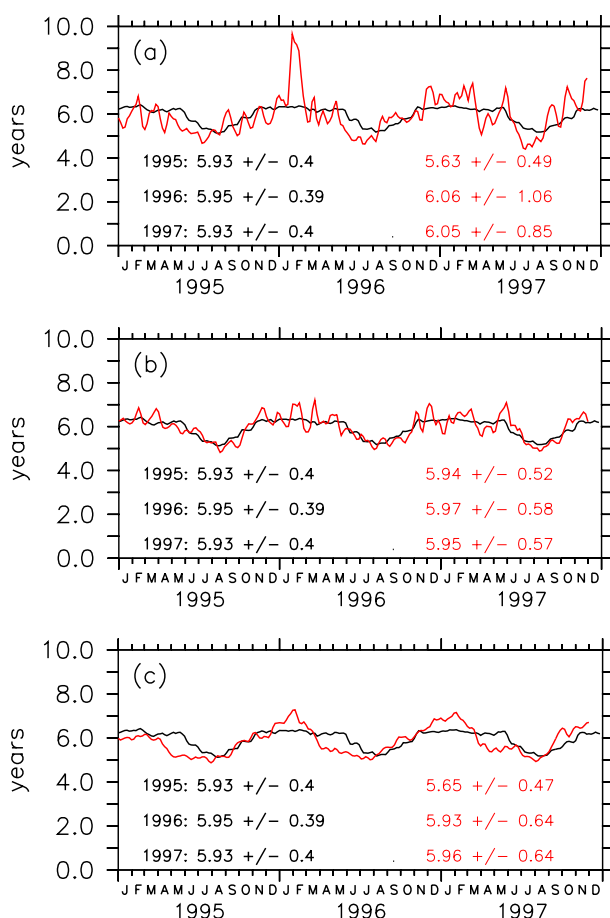 10.0
(a)
8.0
6.0
4.0
2.0
0.0
years
1995: 5.93 +/- 0.4 5.63 +/- 0.49
1996: 5.95 +/- 0.39 6.06 +/- 1.06
1997: 5.93 +/- 0.4 6.05 +/- 0.85
J F M A M J J A S O N D J F M A M J J A S O N D J F M A M J J A S O N D
1995 1996 1997
10.0
(b)
8.0
6.0
4.0
2.0
0.0
years
1995: 5.93 +/- 0.4 5.94 +/- 0.52
1996: 5.95 +/- 0.39 5.97 +/- 0.58
1997: 5.93 +/- 0.4 5.95 +/- 0.57
J F M A M J J A S O N D J F M A M J J A S O N D J F M A M J J A S O N D
1995 1996 1997
10.0
(c)
8.0
6.0
4.0
2.0
0.0
years
1995: 5.93 +/- 0.4 5.65 +/- 0.47
1996: 5.95 +/- 0.39 5.93 +/- 0.64
1997: 5.93 +/- 0.4 5.96 +/- 0.64
J F M A M J J A S O N D J F M A M J J A S O N D J F M A M J J A S O N D
1995 1996 1997